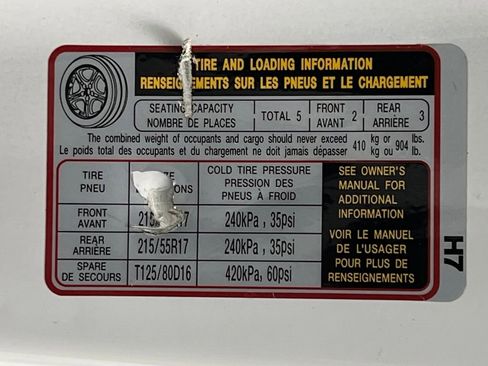 TIRE AND LOADING INFORMATION
RENSEIGNEMENTS SUR LES PNEUS ET LE CHARGEMENT
SEATING CAPACITY
NOMBRE DE PLACES
TOTAL 5
FRONT
AVANT 2
REAR
ARRIÈRE 3
The combined weight of occupants and cargo should never exceed
Le poids total des occupants et du chargement ne doit jamais dépasser
410 kg or
kg ou 904 lbs.
lb.
TIRE
PNEU
COLD TIRE PRESSURE
PRESSION DES
PNEUS À FROID
FRONT
AVANT
240kPa , 35psi
REAR
ARRIÈRE
215/55R17
240kPa , 35psi
SPARE
DE SECOURS
T125/80D16
420kPa, 60psi
SEE OWNER'S
MANUAL FOR
ADDITIONAL
INFORMATION
VOIR LE MANUEL
DE L'USAGER
POUR PLUS DE
RENSEIGNEMENTS
H7